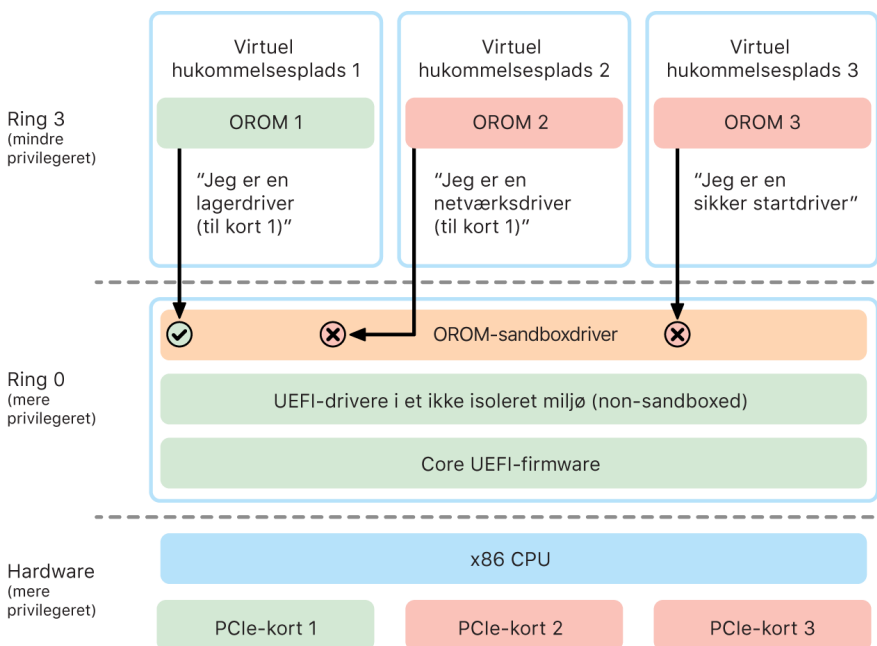 Virtuel
hukommelsesplads 1
Virtuel
hukommelsesplads 2
Virtuel
hukommelsesplads 3
Ring 3
(mindre
privilegeret)
OROM 1
OROM 2
OROM 3
“Jeg er en
lagerdriver
(til kort 1)”
“Jeg er en
netværksdriver
(til kort 1)”
“Jeg er en
sikker startdriver”
Ring 0
(mere
privilegeret)
OROM-sandboxdriver
UEFI-drivere i et ikke isoleret miljø (non-sandboxed)
Core UEFI-firmware
Hardware
(mere
privilegeret)
x86 CPU
PCIe-kort 1
PCIe-kort 2
PCIe-kort 3